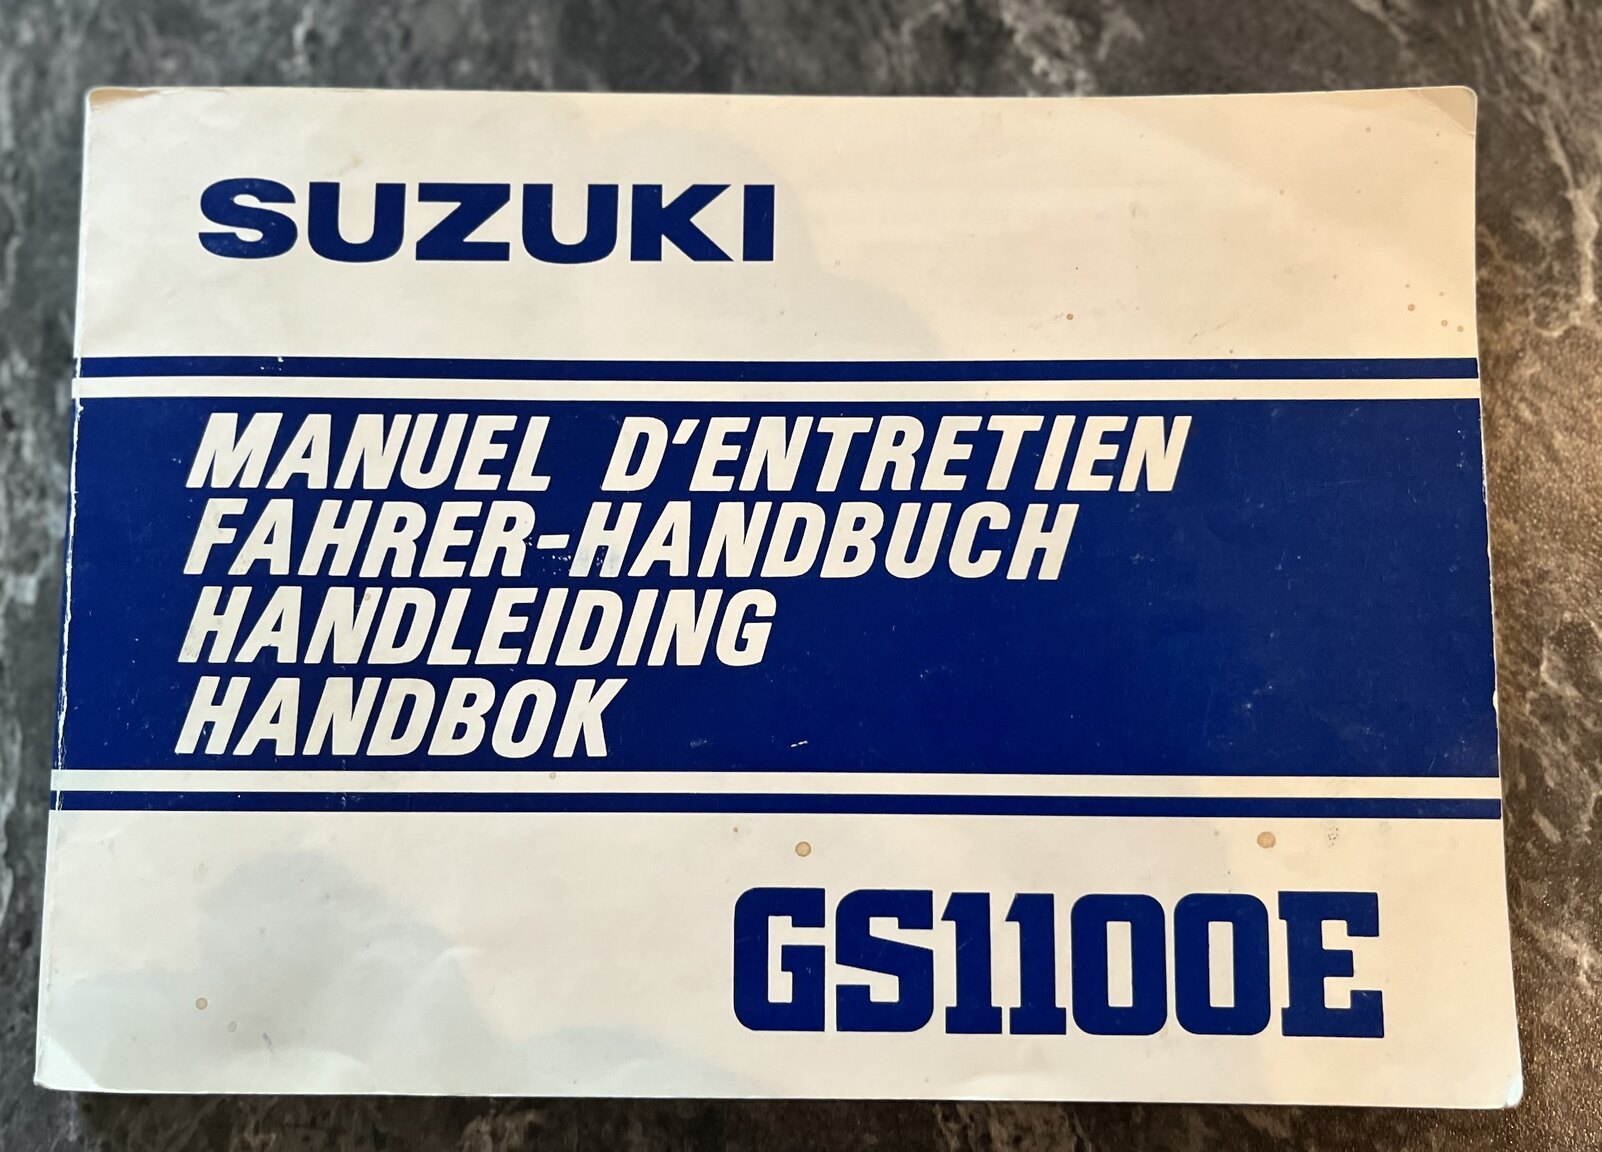 SUZUKI
MANUEL D'ENTRETIEN
FAHRER-HANDBUCH
HANDLEIDING
HANDBOK
GS1100E